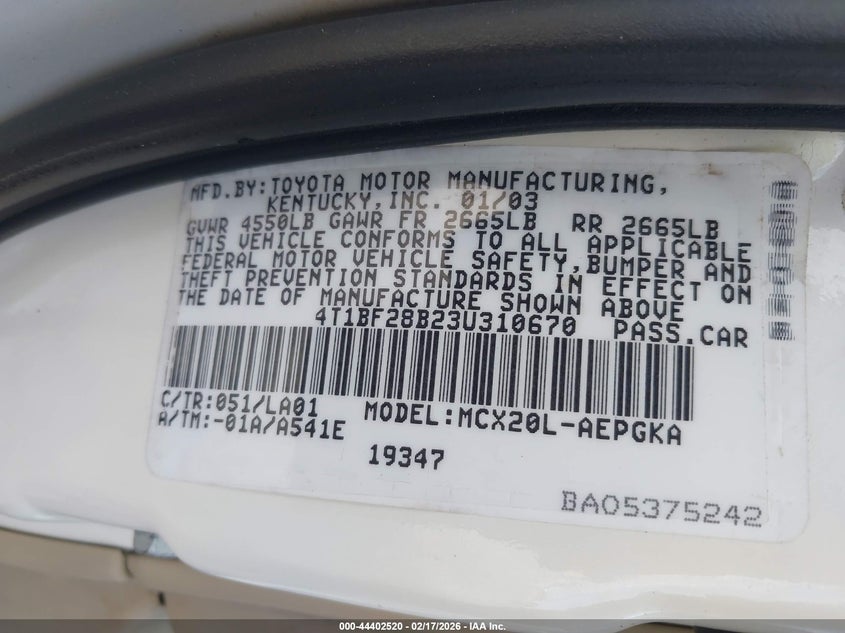 MFD.BY:TOYOTA MOTOR MANUFACTURING,
KENTUCKY,INC. 01/03
GVWR 4550LB GAWR FR 2665LB RR 2665LB
THIS VEHICLE CONFORMS TO ALL APPLICABLE
FEDERAL MOTOR VEHICLE SAFETY,BUMPER AND
THEFT PREVENTION STANDARDS IN EFFECT ON
THE DATE OF MANUFACTURE SHOWN ABOVE
4T1BF28B23U310670 PASS.CAR
C/TR:051/LA01 MODEL:MCX20L-AEPGKA
A/TM:-01A/A541E
19347
BA05375242
000-44402520 - 02/17/2026 - IAA Inc.